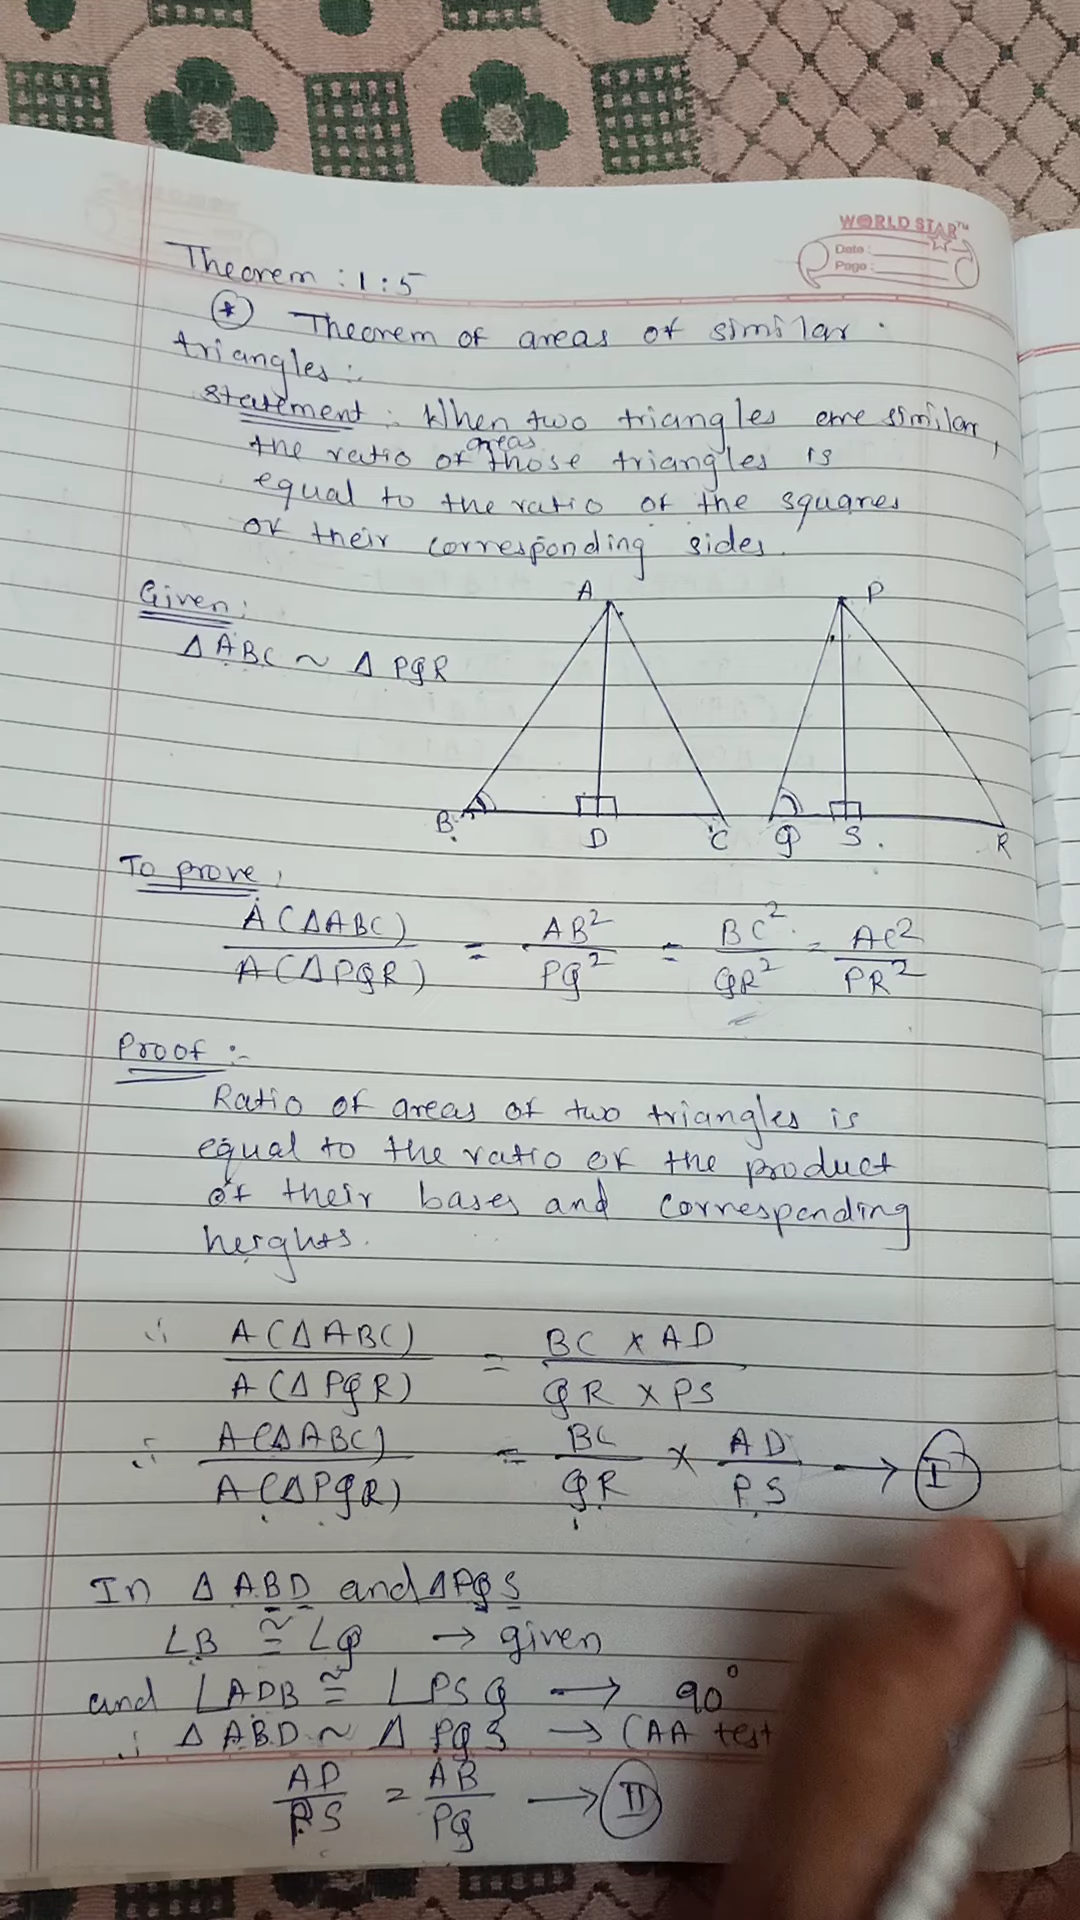 WORLD STAR™
Date :
Page :
Theorem : 1 : 5
* Theorem of areas of similar
triangles :-
Statement : When two triangles are similar,
areas
the ratio of those triangles is
equal to the ratio of the squares
of their corresponding sides.
Given :
Δ ABC ~ Δ PQR
A P
B D C Q S R
To prove,
A(ΔABC) / A(ΔPQR) = AB² / PQ² = BC² / QR² = AC² / PR²
Proof :-
Ratio of areas of two triangles is
equal to the ratio of the product
of their bases and corresponding
heights.
∴ A(ΔABC) / A(ΔPQR) = BC × AD / QR × PS
∴ A(ΔABC) / A(ΔPQR) = BC / QR × AD / PS → I
In Δ ABD and Δ PQS
∠B ≅ ∠Q → given
and ∠ADB ≅ ∠PSQ → 90°
∴ Δ ABD ~ Δ PQS → (AA test
AD / PS = AB / PQ → II